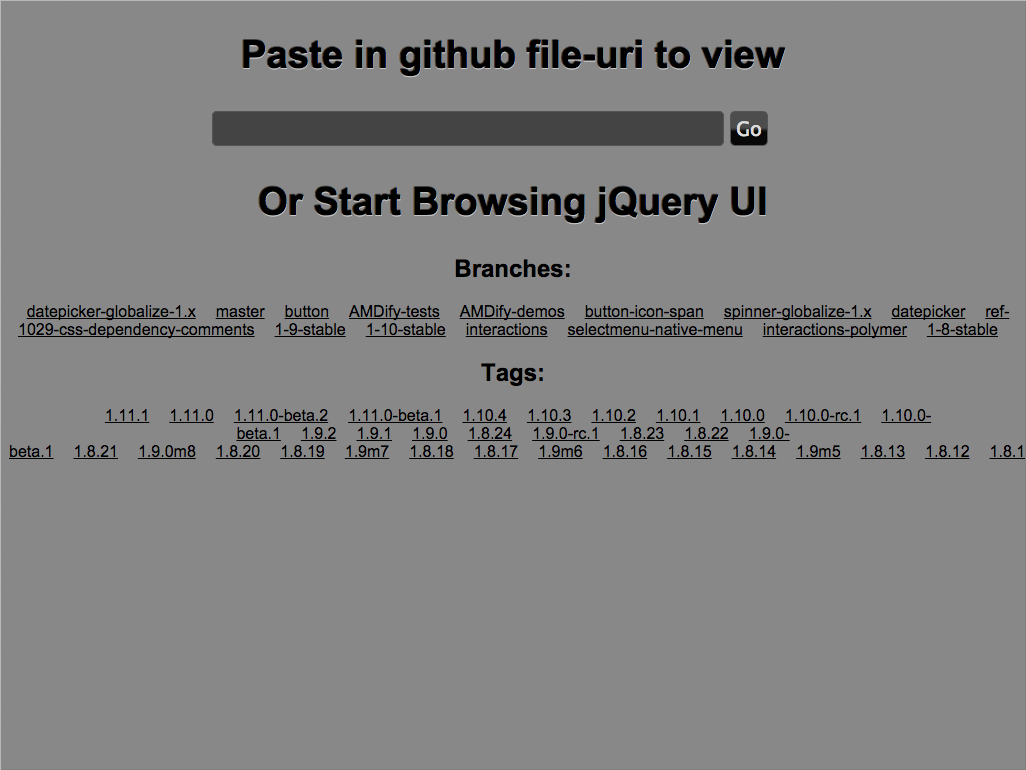 Paste in github file-uri to view
Go
Or Start Browsing jQuery UI
Branches:
datepicker-globalize-1.x master button AMDify-tests AMDify-demos button-icon-span spinner-globalize-1.x datepicker ref-
1029-css-dependency-comments 1-9-stable 1-10-stable interactions selectmenu-native-menu interactions-polymer 1-8-stable
Tags:
1.11.1 1.11.0 1.11.0-beta.2 1.11.0-beta.1 1.10.4 1.10.3 1.10.2 1.10.1 1.10.0 1.10.0-rc.1 1.10.0-
beta.1 1.9.2 1.9.1 1.9.0 1.8.24 1.9.0-rc.1 1.8.23 1.8.22 1.9.0-
beta.1 1.8.21 1.9.0m8 1.8.20 1.8.19 1.9m7 1.8.18 1.8.17 1.9m6 1.8.16 1.8.15 1.8.14 1.9m5 1.8.13 1.8.12 1.8.1